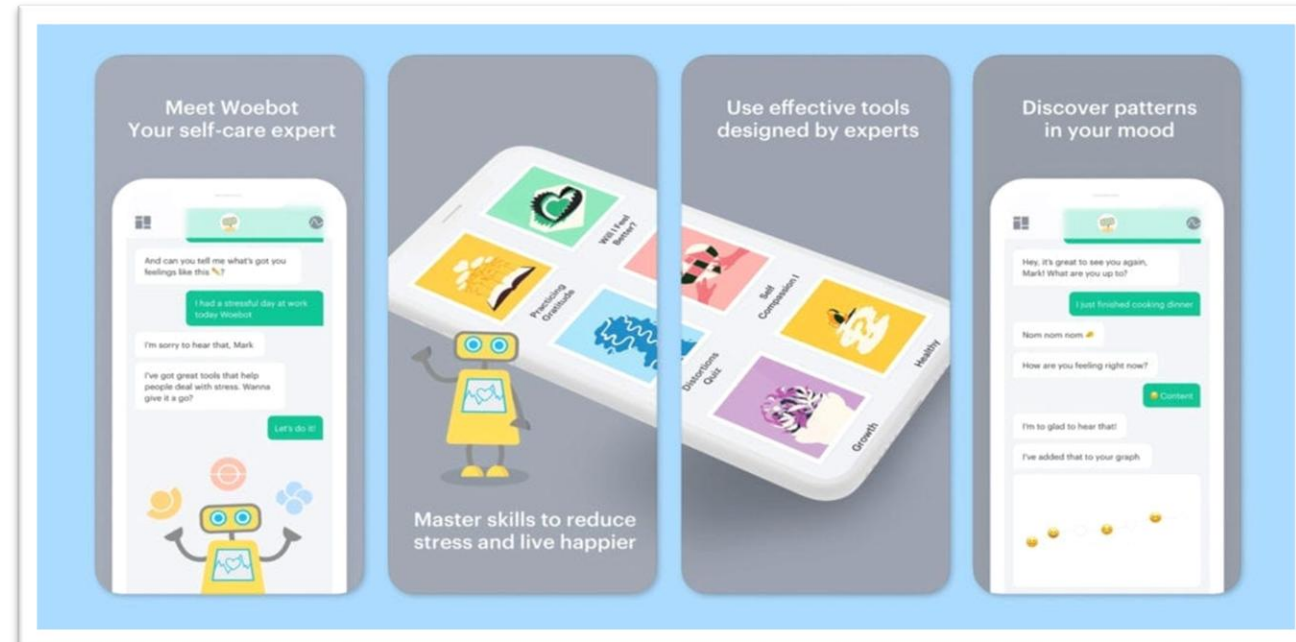 Meet Woebot
Your self-care expert
And can you tell me what's got you
feelings like this ✏️?
I had a stressful day at work
today Woebot
I'm sorry to hear that, Mark
I've got great tools that help
people deal with stress. Wanna
give it a go?
Let's do it!
Will I Feel
Better?
Practicing
Gratitude
Master skills to reduce
stress and live happier
Use effective tools
designed by experts
Self
Compassion I
Distortions
Quiz
Healthy
Growth
Discover patterns
in your mood
Hey, it's great to see you again,
Mark! What are you up to?
I just finished cooking dinner
Nom nom nom
How are you feeling right now?
Content
I'm to glad to hear that!
I've added that to your graph